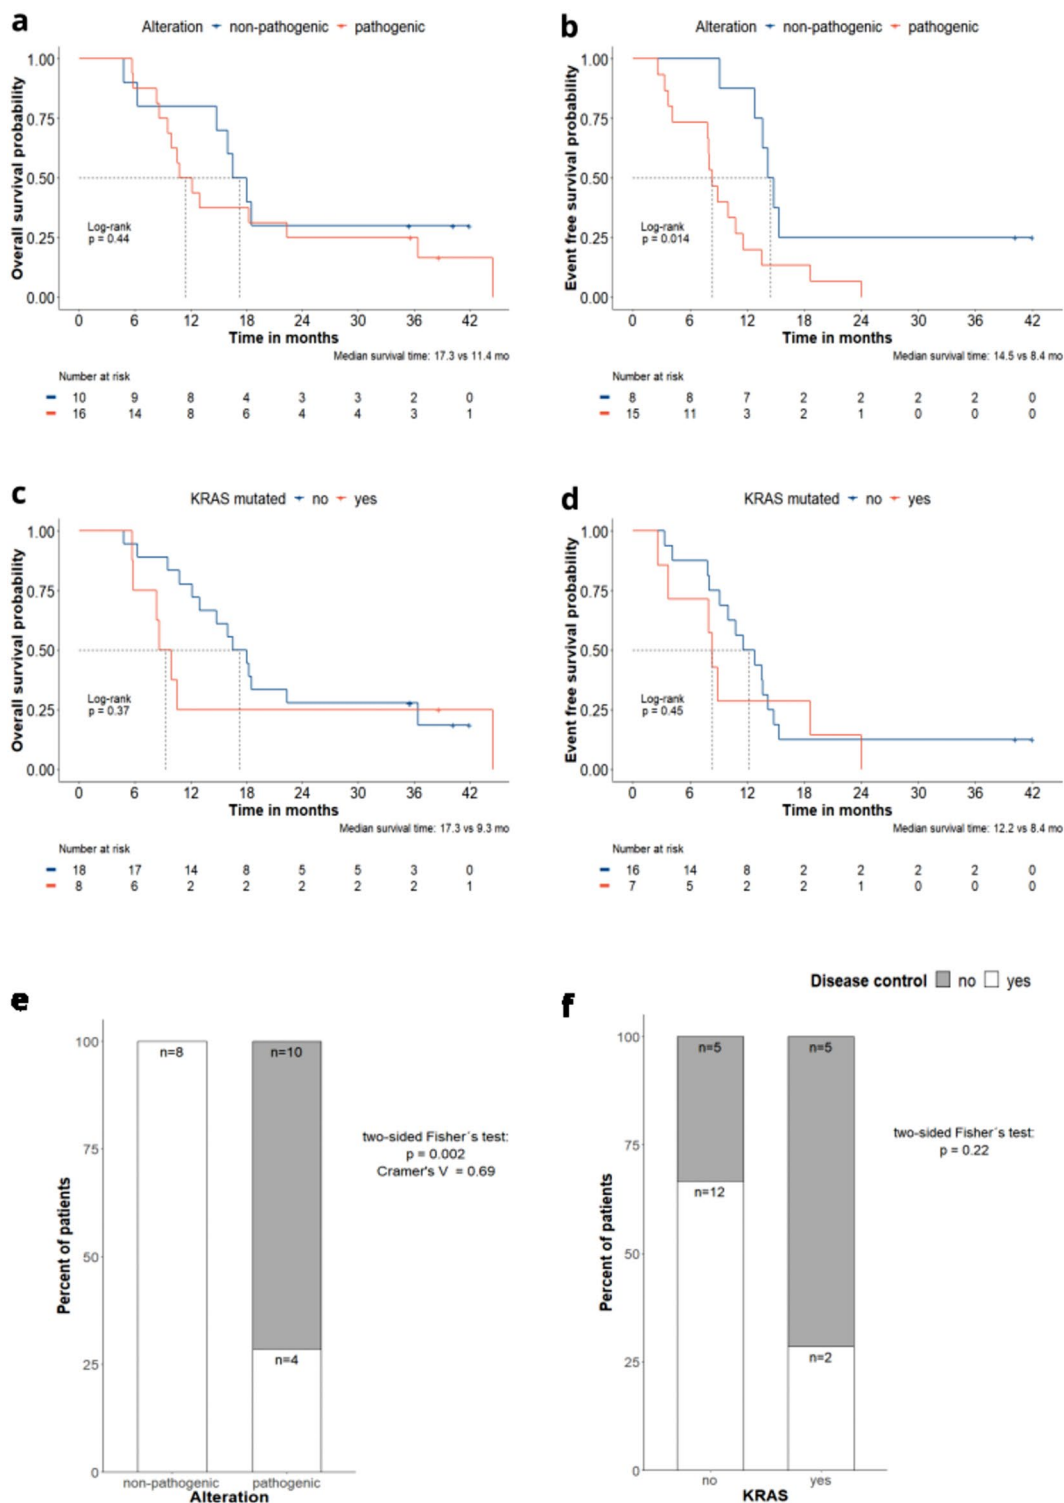 a
Alteration non-pathogenic pathogenic
Overall survival probability
1.00
0.75
0.50
0.25
0.00
Log-rank
p = 0.44
0 6 12 18 24 30 36 42
Time in months
Median survival time: 17.3 vs 11.4 mo
Number at risk
10 9 8 4 3 3 2 0
16 14 8 6 4 4 3 1
b
Alteration non-pathogenic pathogenic
Event free survival probability
1.00
0.75
0.50
0.25
0.00
Log-rank
p = 0.014
0 6 12 18 24 30 36 42
Time in months
Median survival time: 14.5 vs 8.4 mo
Number at risk
8 8 7 2 2 2 2 0
15 11 3 2 1 0 0 0
c
KRAS mutated no yes
Overall survival probability
1.00
0.75
0.50
0.25
0.00
Log-rank
p = 0.37
0 6 12 18 24 30 36 42
Time in months
Median survival time: 17.3 vs 9.3 mo
Number at risk
18 17 14 8 5 5 3 0
8 6 2 2 2 2 2 1
d
KRAS mutated no yes
Event free survival probability
1.00
0.75
0.50
0.25
0.00
Log-rank
p = 0.45
0 6 12 18 24 30 36 42
Time in months
Median survival time: 12.2 vs 8.4 mo
Number at risk
16 14 8 2 2 2 2 0
7 5 2 2 1 0 0 0
e
Percent of patients
100
75
50
25
0
n=8
n=10
n=4
two-sided Fisher´s test:
p = 0.002
Cramer's V = 0.69
non-pathogenic pathogenic
Alteration
Disease control no yes
f
Percent of patients
100
75
50
25
0
n=5
n=5
n=12
n=2
two-sided Fisher´s test:
p = 0.22
no yes
KRAS